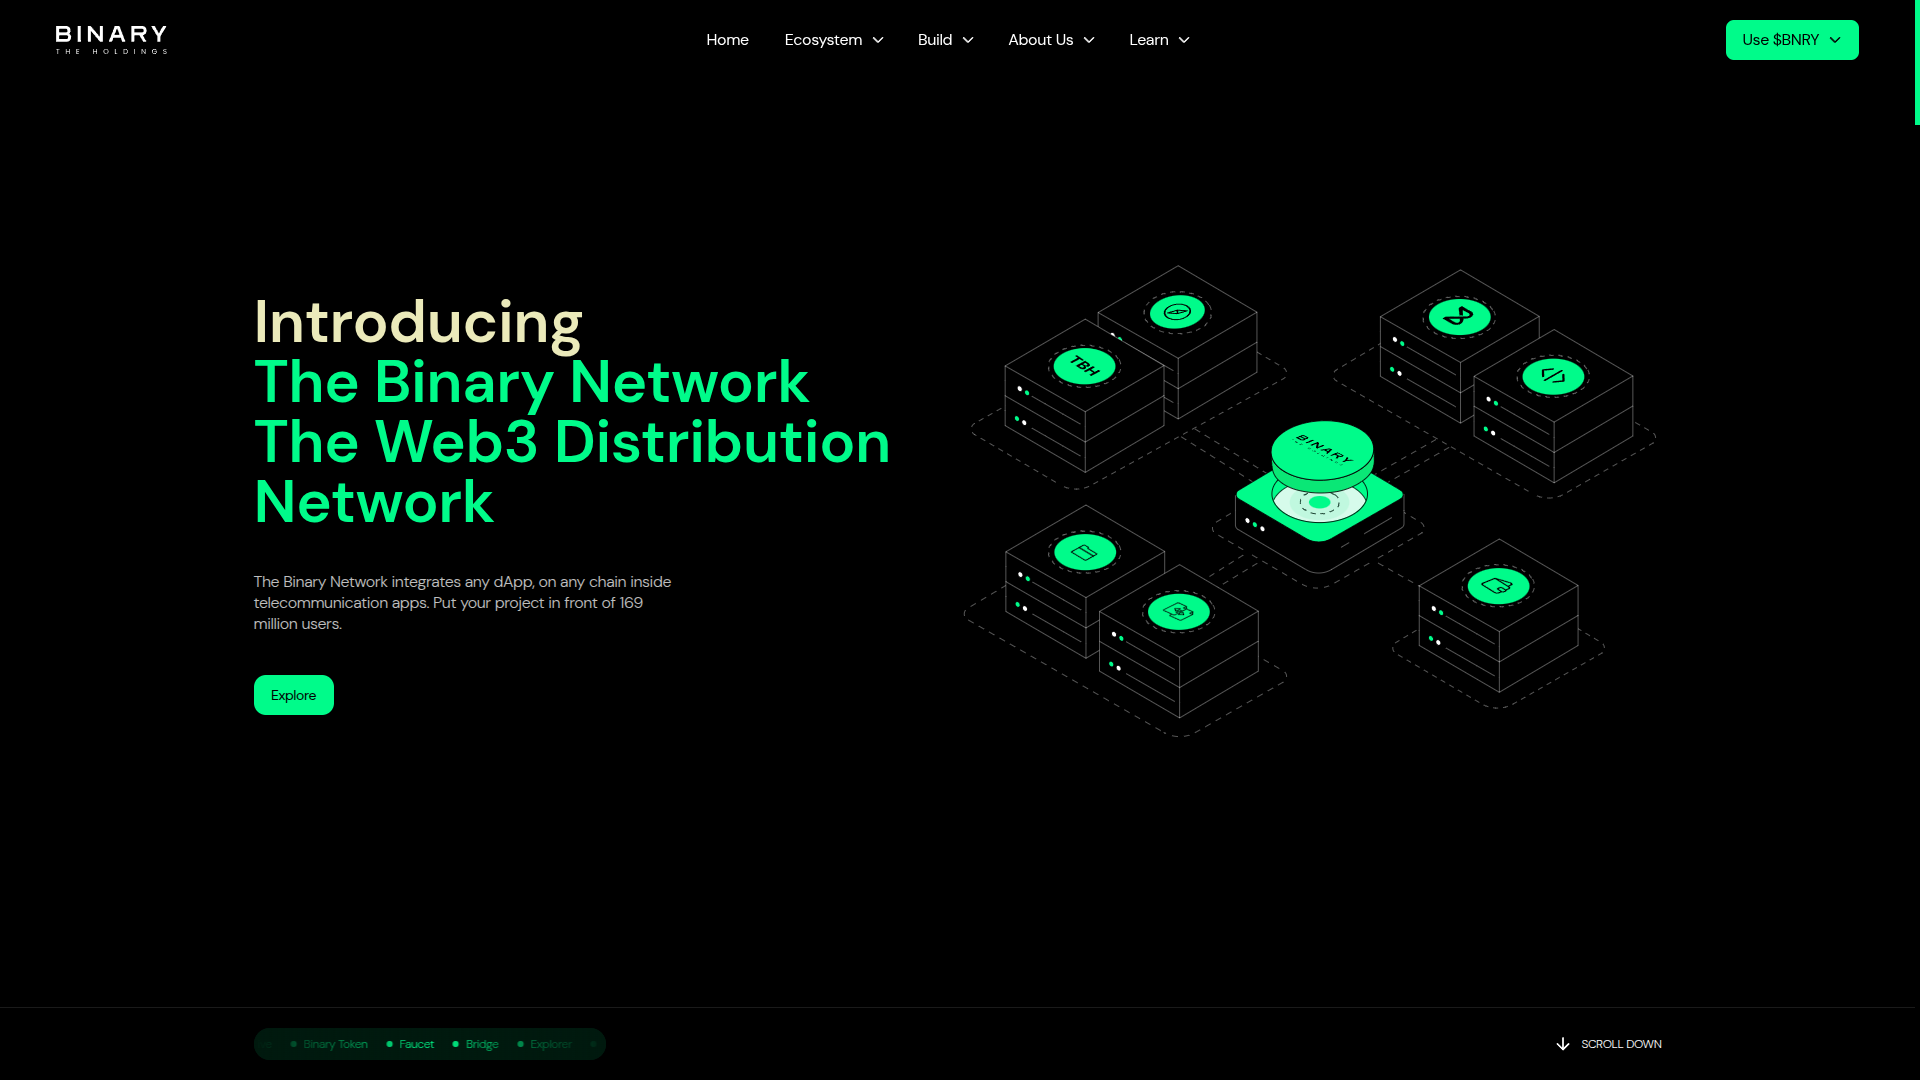 BINARY
THE HOLDINGS
Home
Ecosystem
Build
About Us
Learn
Use $BNRY
Introducing
The Binary Network
The Web3 Distribution
Network
The Binary Network integrates any dApp, on any chain inside
telecommunication apps. Put your project in front of 169
million users.
Explore
TBH
</>
BINARY
Binary Token
Faucet
Bridge
Explorer
SCROLL DOWN